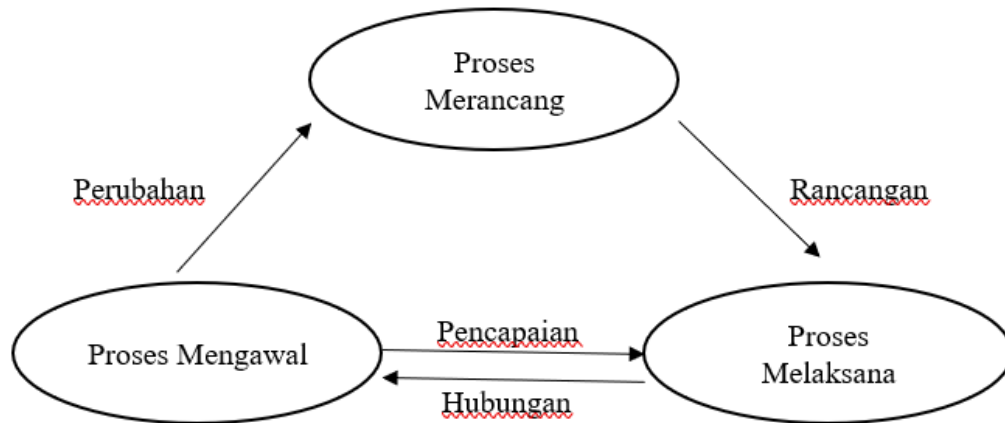 Proses
Merancang
Perubahan
Rancangan
Proses Mengawal
Pencapaian
Hubungan
Proses
Melaksana